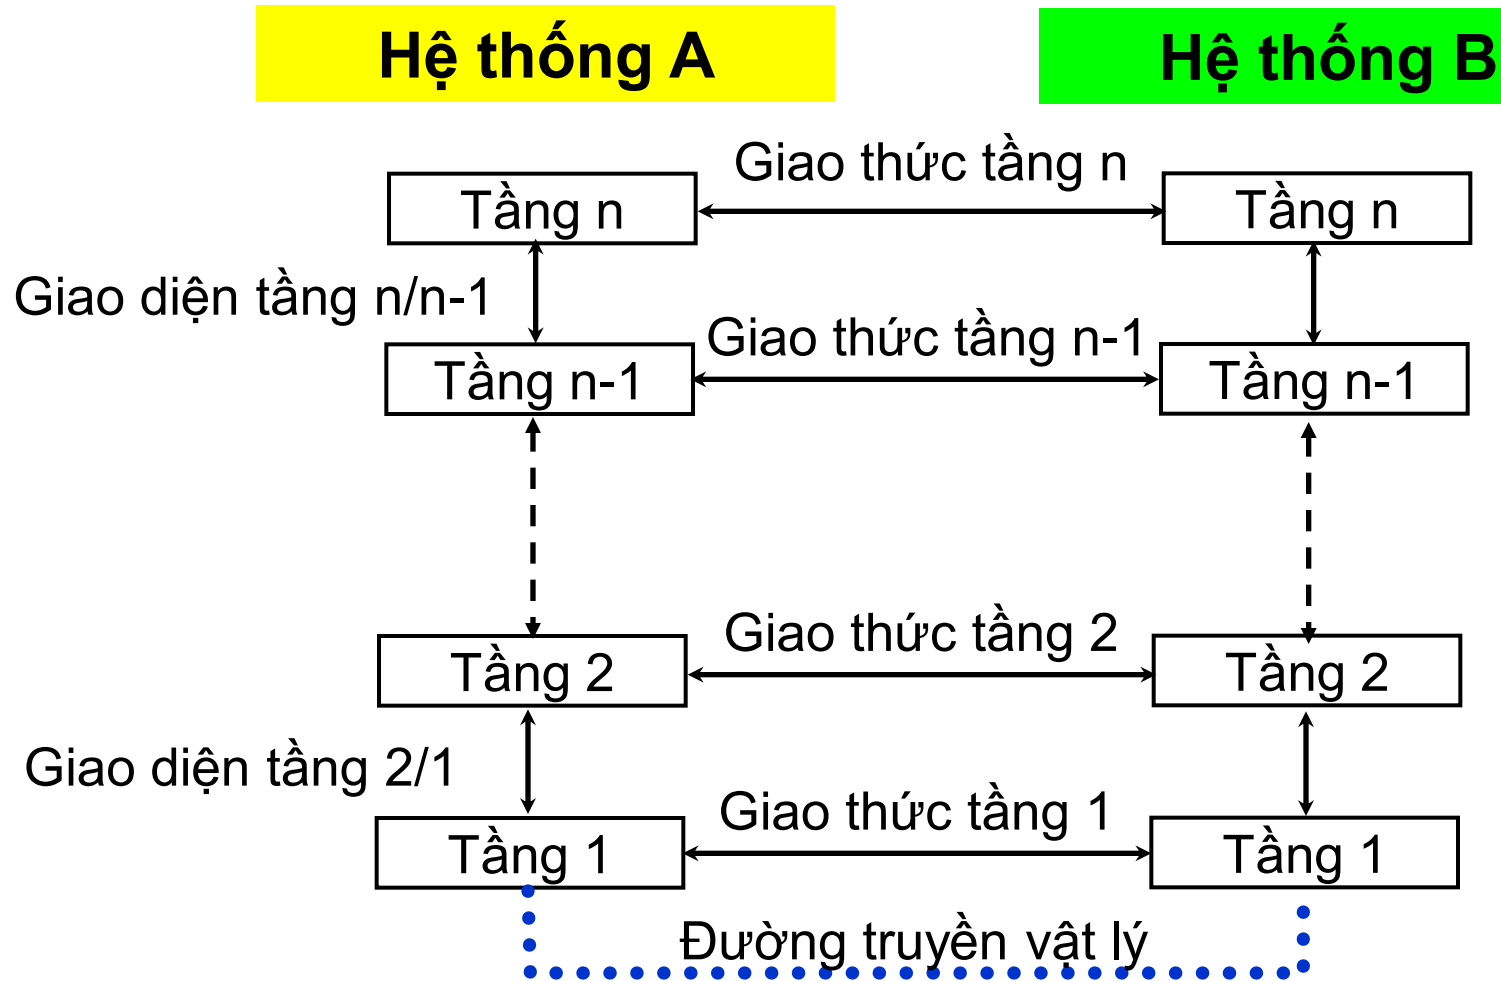 Hệ thống A
Hệ thống B
Giao thức tầng n
Tầng n
Tầng n
Giao diện tầng n/n-1
Giao thức tầng n-1
Tầng n-1
Tầng n-1
Giao thức tầng 2
Tầng 2
Tầng 2
Giao diện tầng 2/1
Giao thức tầng 1
Tầng 1
Tầng 1
Đường truyền vật lý